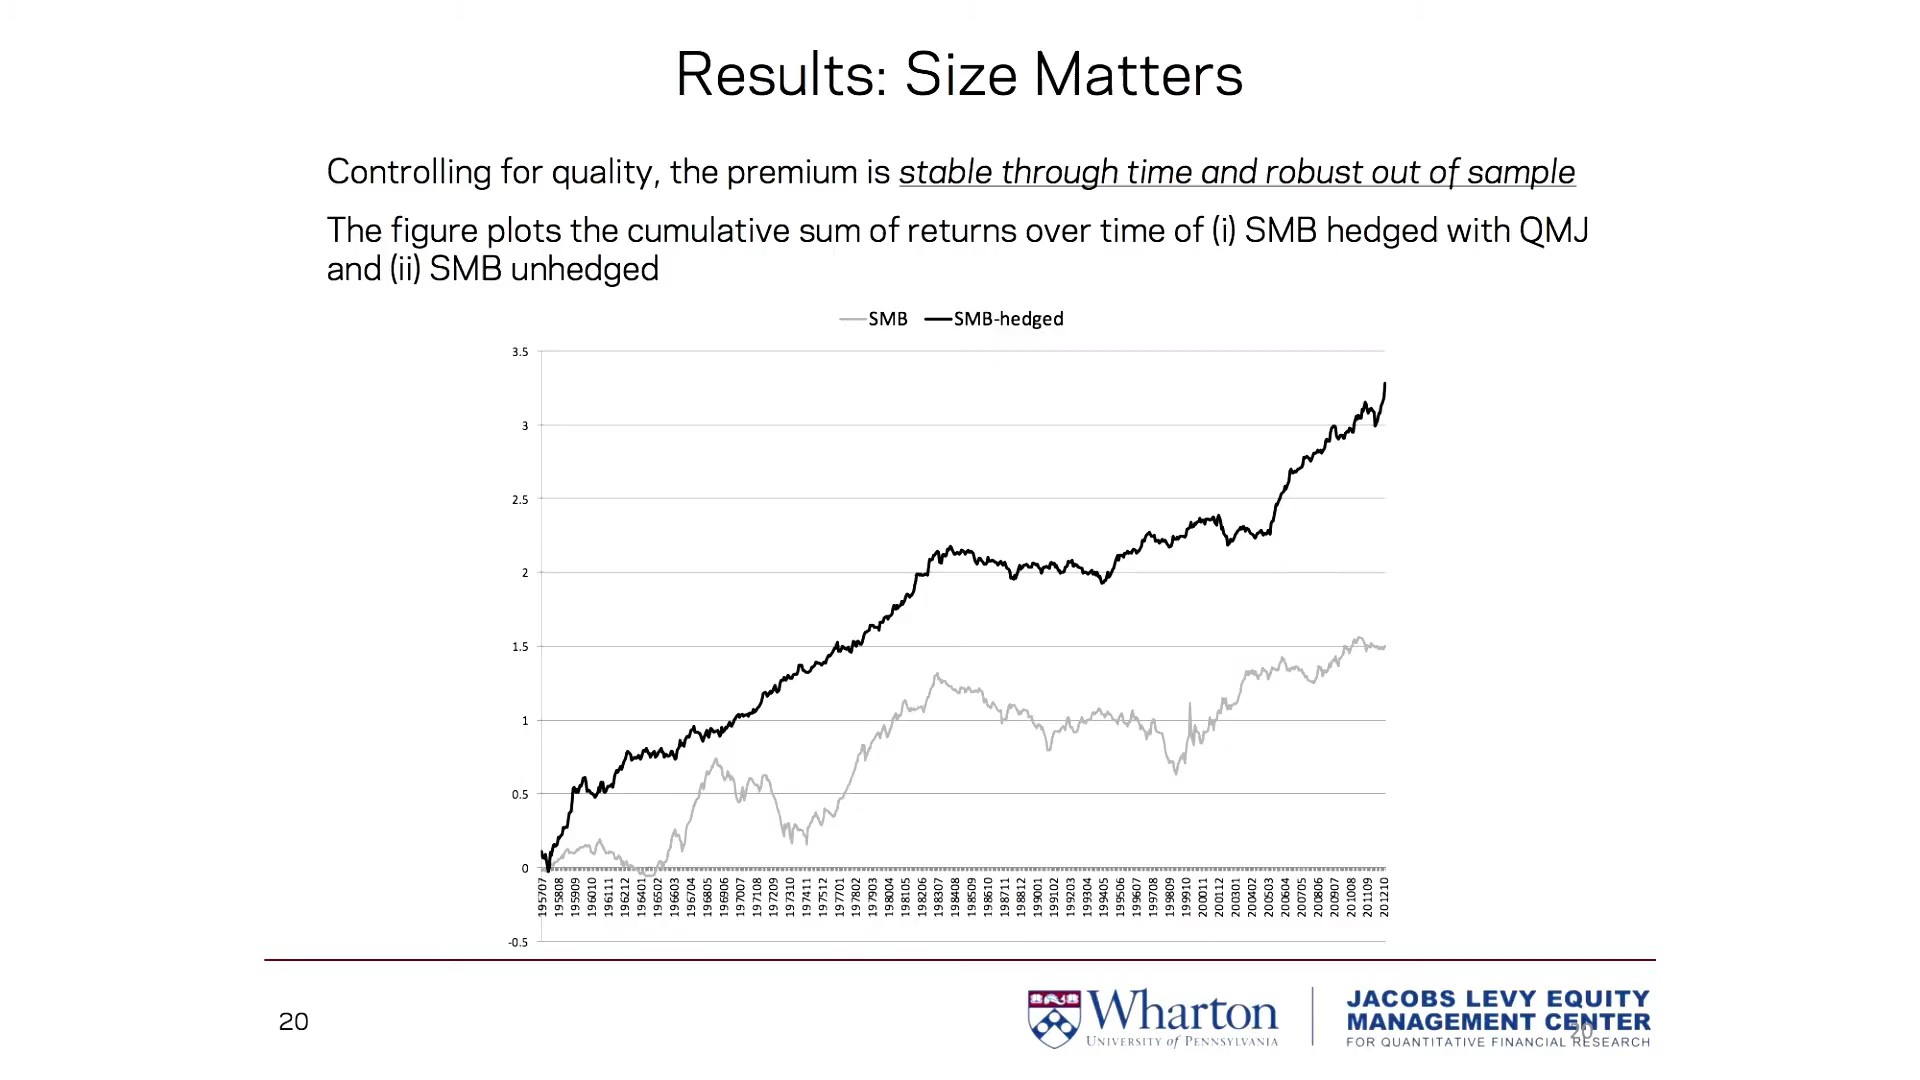 Results: Size Matters
Controlling for quality, the premium is stable through time and robust out of sample
The figure plots the cumulative sum of returns over time of (i) SMB hedged with QMJ
and (ii) SMB unhedged
SMB SMB-hedged
3.5
3
2.5
2
1.5
1
0.5
0
-0.5
195707 195808 195909 196010 196111 196212 196401 196502 196603 196704 196805 196906 197007 197108 197209 197310 197411 197512 197701 197802 197903 198004 198105 198206 198307 198408 198509 198610 198711 198812 199001 199102 199203 199304 199405 199506 199607 199708 199809 199910 200011 200112 200301 200402 200503 200604 200705 200806 200907 201008 201109 201210
20
Wharton
UNIVERSITY of PENNSYLVANIA
JACOBS LEVY EQUITY
MANAGEMENT CENTER
FOR QUANTITATIVE FINANCIAL RESEARCH
20